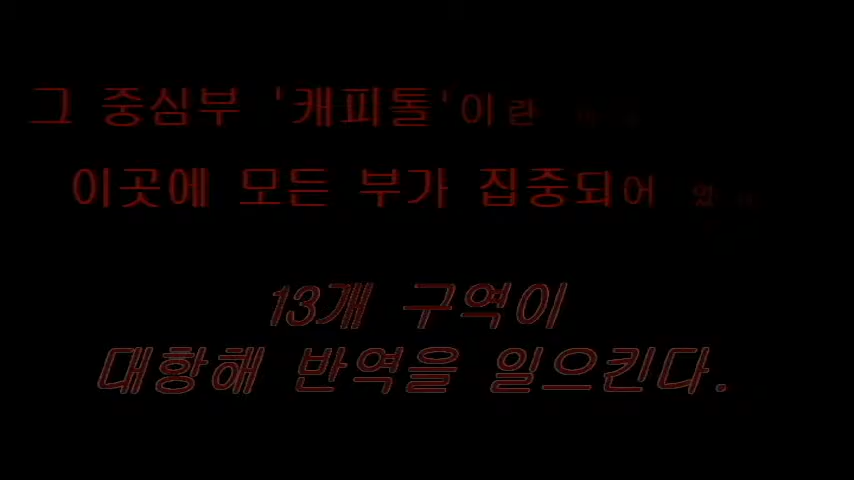 그 중심부 '캐피톨'이란
이곳에 모든 부가 집중되어
13개 구역이
대항해 반역을 일으킨다.